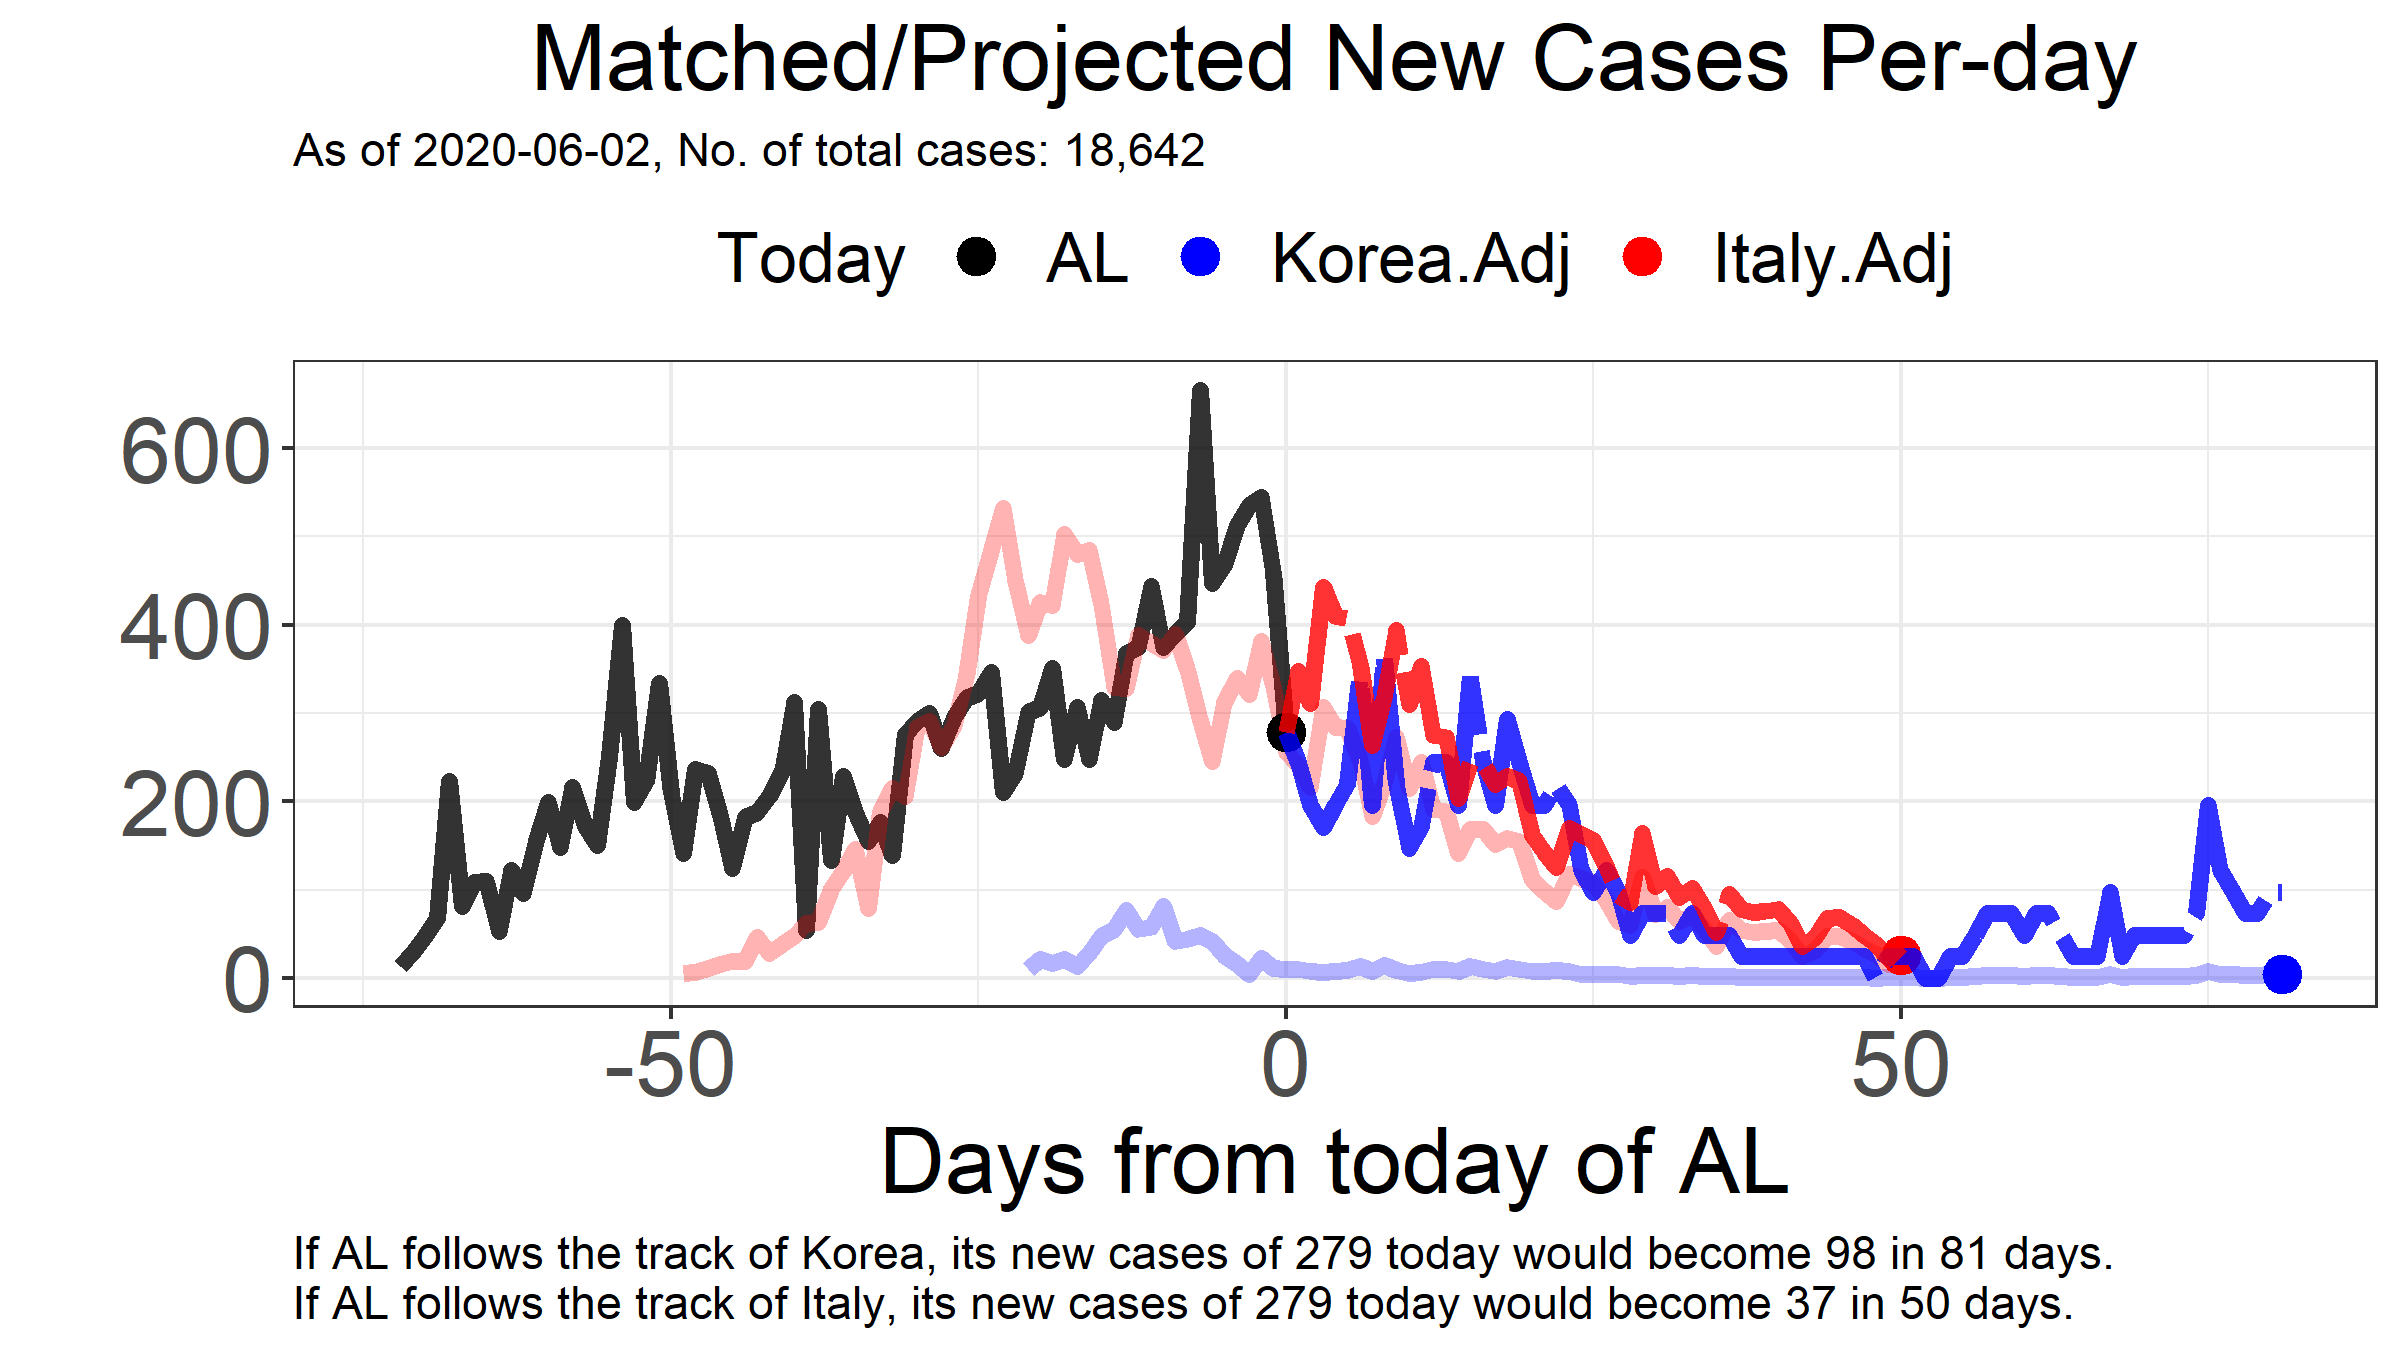 Matched/Projected New Cases Per-day
As of 2020-06-02, No. of total cases: 18,642
Today AL Korea.Adj Italy.Adj
600
400
200
0
-50 0 50
Days from today of AL
If AL follows the track of Korea, its new cases of 279 today would become 98 in 81 days.
If AL follows the track of Italy, its new cases of 279 today would become 37 in 50 days.